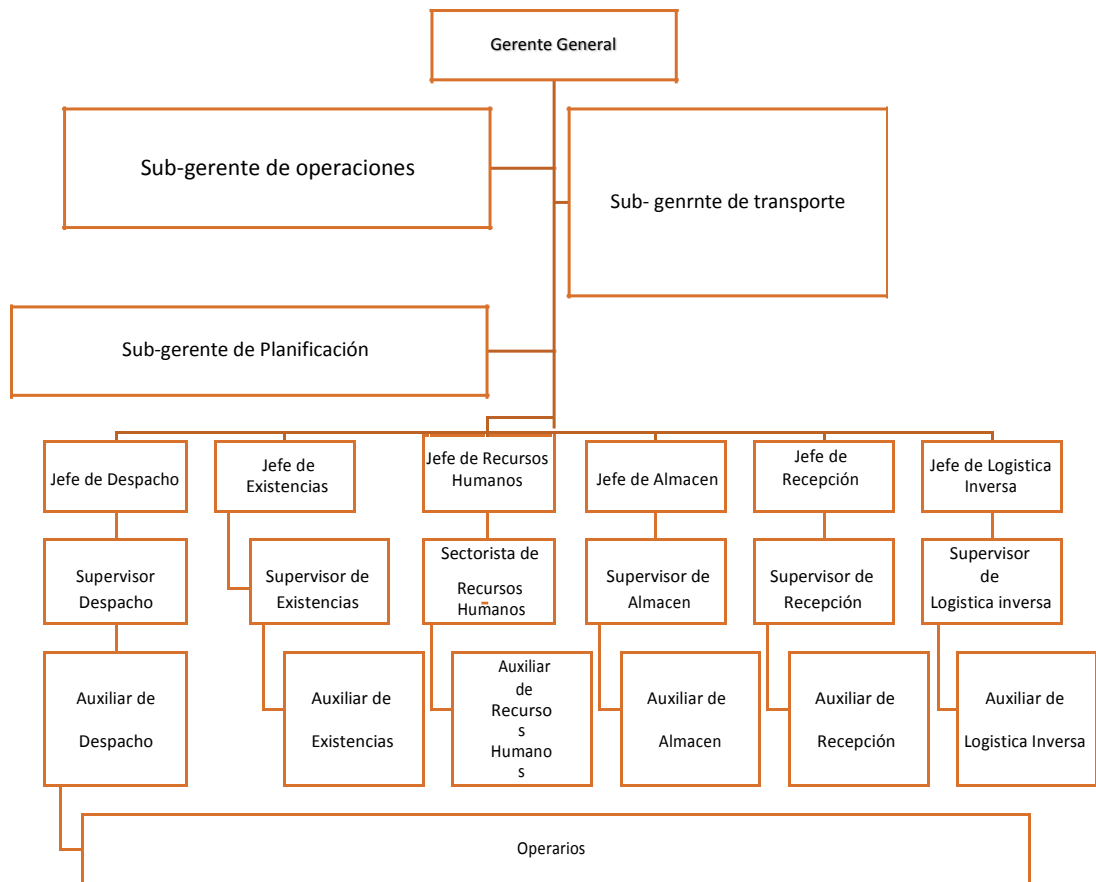 Gerente General
Sub-gerente de operaciones
Sub- genrnte de transporte
Sub-gerente de Planificación
Jefe de Despacho
Jefe de
Existencias
Jefe de Recursos
Humanos
Jefe de Almacen
Jefe de
Recepción
Jefe de Logistica
Inversa
Supervisor
Despacho
Supervisor de
Existencias
Sectorista de
Recursos
Humanos
Supervisor de
Almacen
Supervisor de
Recepción
Supervisor
de
Logistica inversa
Auxiliar de
Despacho
Auxiliar de
Existencias
Auxiliar
de
Recurso
s
Humano
s
Auxiliar de
Almacen
Auxiliar de
Recepción
Auxiliar de
Logistica Inversa
Operarios